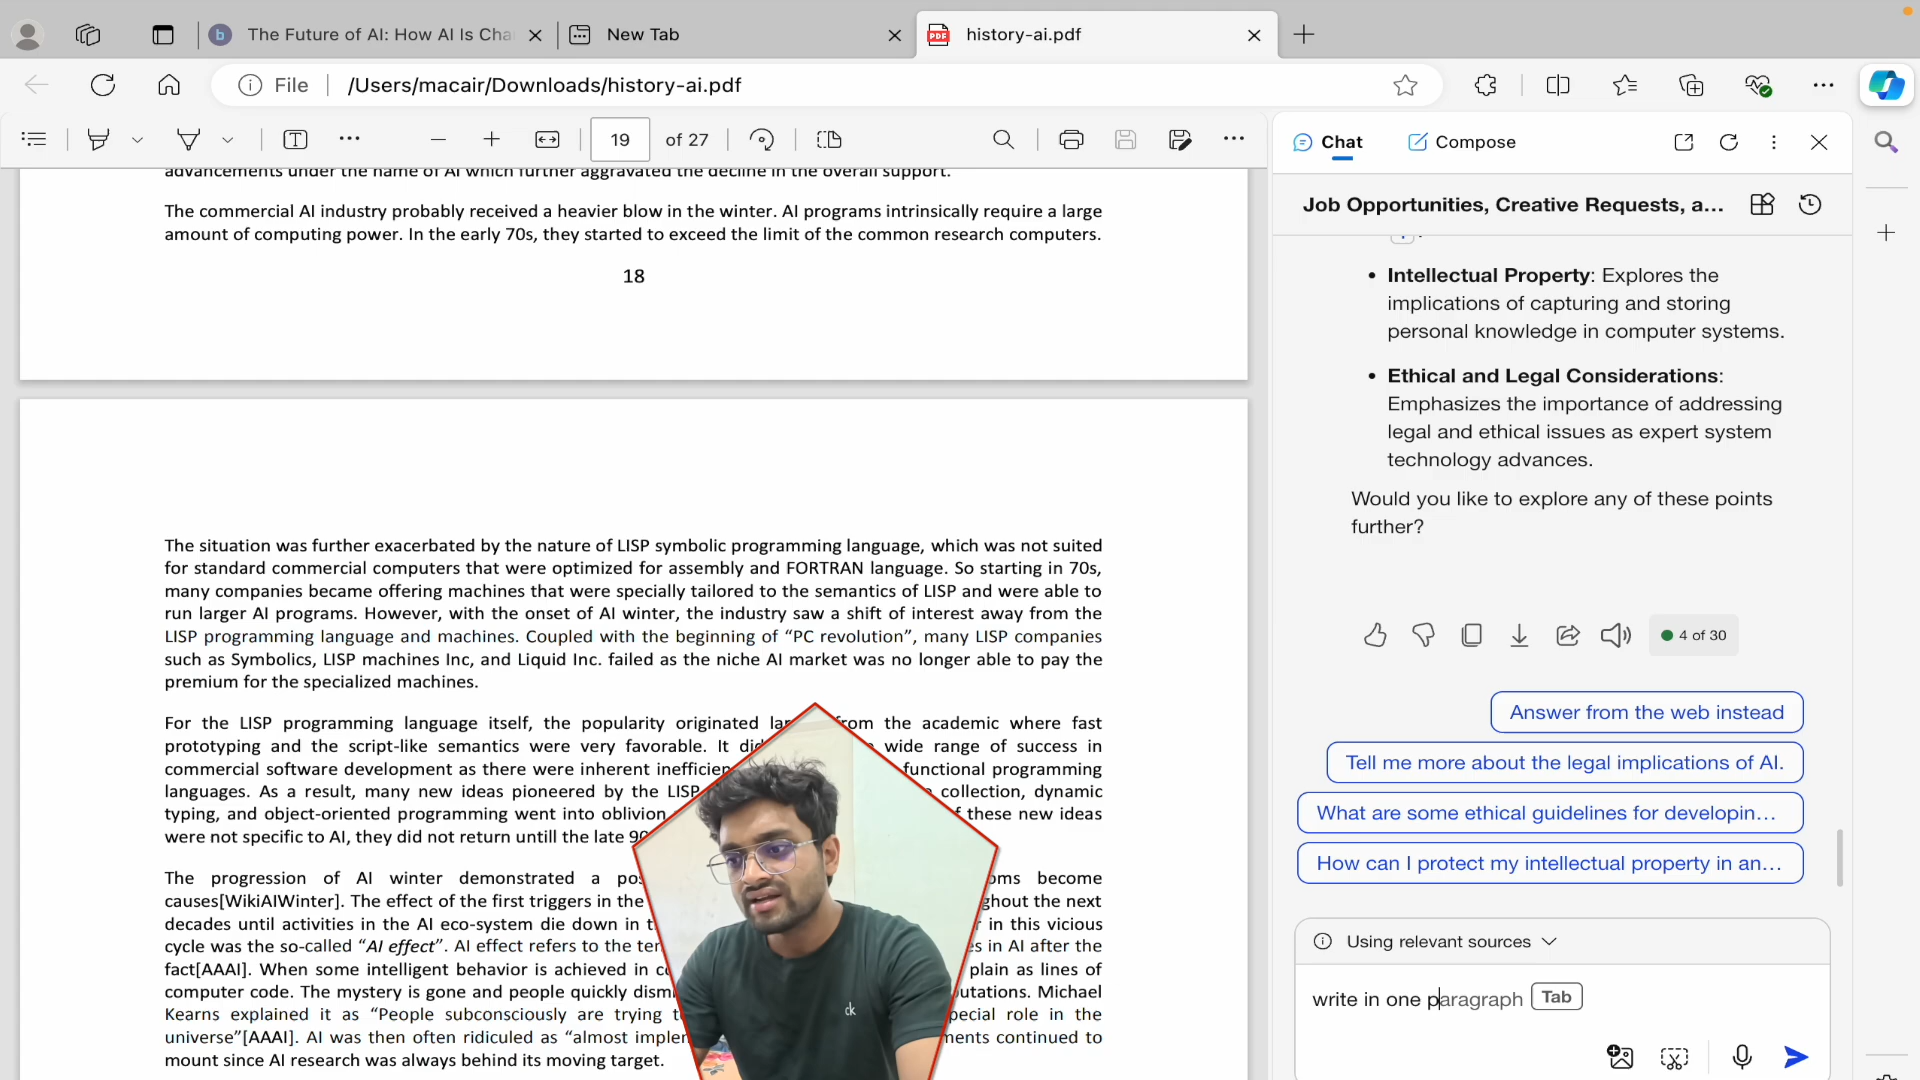 The Future of AI: How AI Is Cha
New Tab
history-ai.pdf
File
/Users/macair/Downloads/history-ai.pdf
19 of 27
advancements under the name of AI which further aggravated the decline in the overall support.
The commercial AI industry probably received a heavier blow in the winter. AI programs intrinsically require a large
amount of computing power. In the early 70s, they started to exceed the limit of the common research computers.
18
The situation was further exacerbated by the nature of LISP symbolic programming language, which was not suited
for standard commercial computers that were optimized for assembly and FORTRAN language. So starting in 70s,
many companies became offering machines that were specially tailored to the semantics of LISP and were able to
run larger AI programs. However, with the onset of AI winter, the industry saw a shift of interest away from the
LISP programming language and machines. Coupled with the beginning of “PC revolution”, many LISP companies
such as Symbolics, LISP machines Inc, and Liquid Inc. failed as the niche AI market was no longer able to pay the
premium for the specialized machines.
For the LISP programming language itself, the popularity originated from the academic where fast
prototyping and the script-like semantics were very favorable. It wide range of success in
commercial software development as there were inherent functional programming
languages. As a result, many new ideas pioneered by the LISP collection, dynamic
typing, and object-oriented programming went into oblivion f these new ideas
were not specific to AI, they did not return untill the late
The progression of AI winter demonstrated a become
causes[WikiAIWinter]. The effect of the first triggers in the the next
decades until activities in the AI eco-system die down in in this vicious
cycle was the so-called “AI effect”. AI effect refers to the in AI after the
fact[AAAI]. When some intelligent behavior is achieved in plain as lines of
computer code. The mystery is gone and people quickly Michael
Kearns explained it as “People subconsciously are trying role in the
universe”[AAAI]. AI was then often ridiculed as “almost continued to
mount since AI research was always behind its moving target.
ck
Chat
Compose
Job Opportunities, Creative Requests, a...
• Intellectual Property: Explores the
implications of capturing and storing
personal knowledge in computer systems.
• Ethical and Legal Considerations:
Emphasizes the importance of addressing
legal and ethical issues as expert system
technology advances.
Would you like to explore any of these points
further?
4 of 30
Answer from the web instead
Tell me more about the legal implications of AI.
What are some ethical guidelines for developin...
How can I protect my intellectual property in an...
Using relevant sources
write in one paragraph Tab